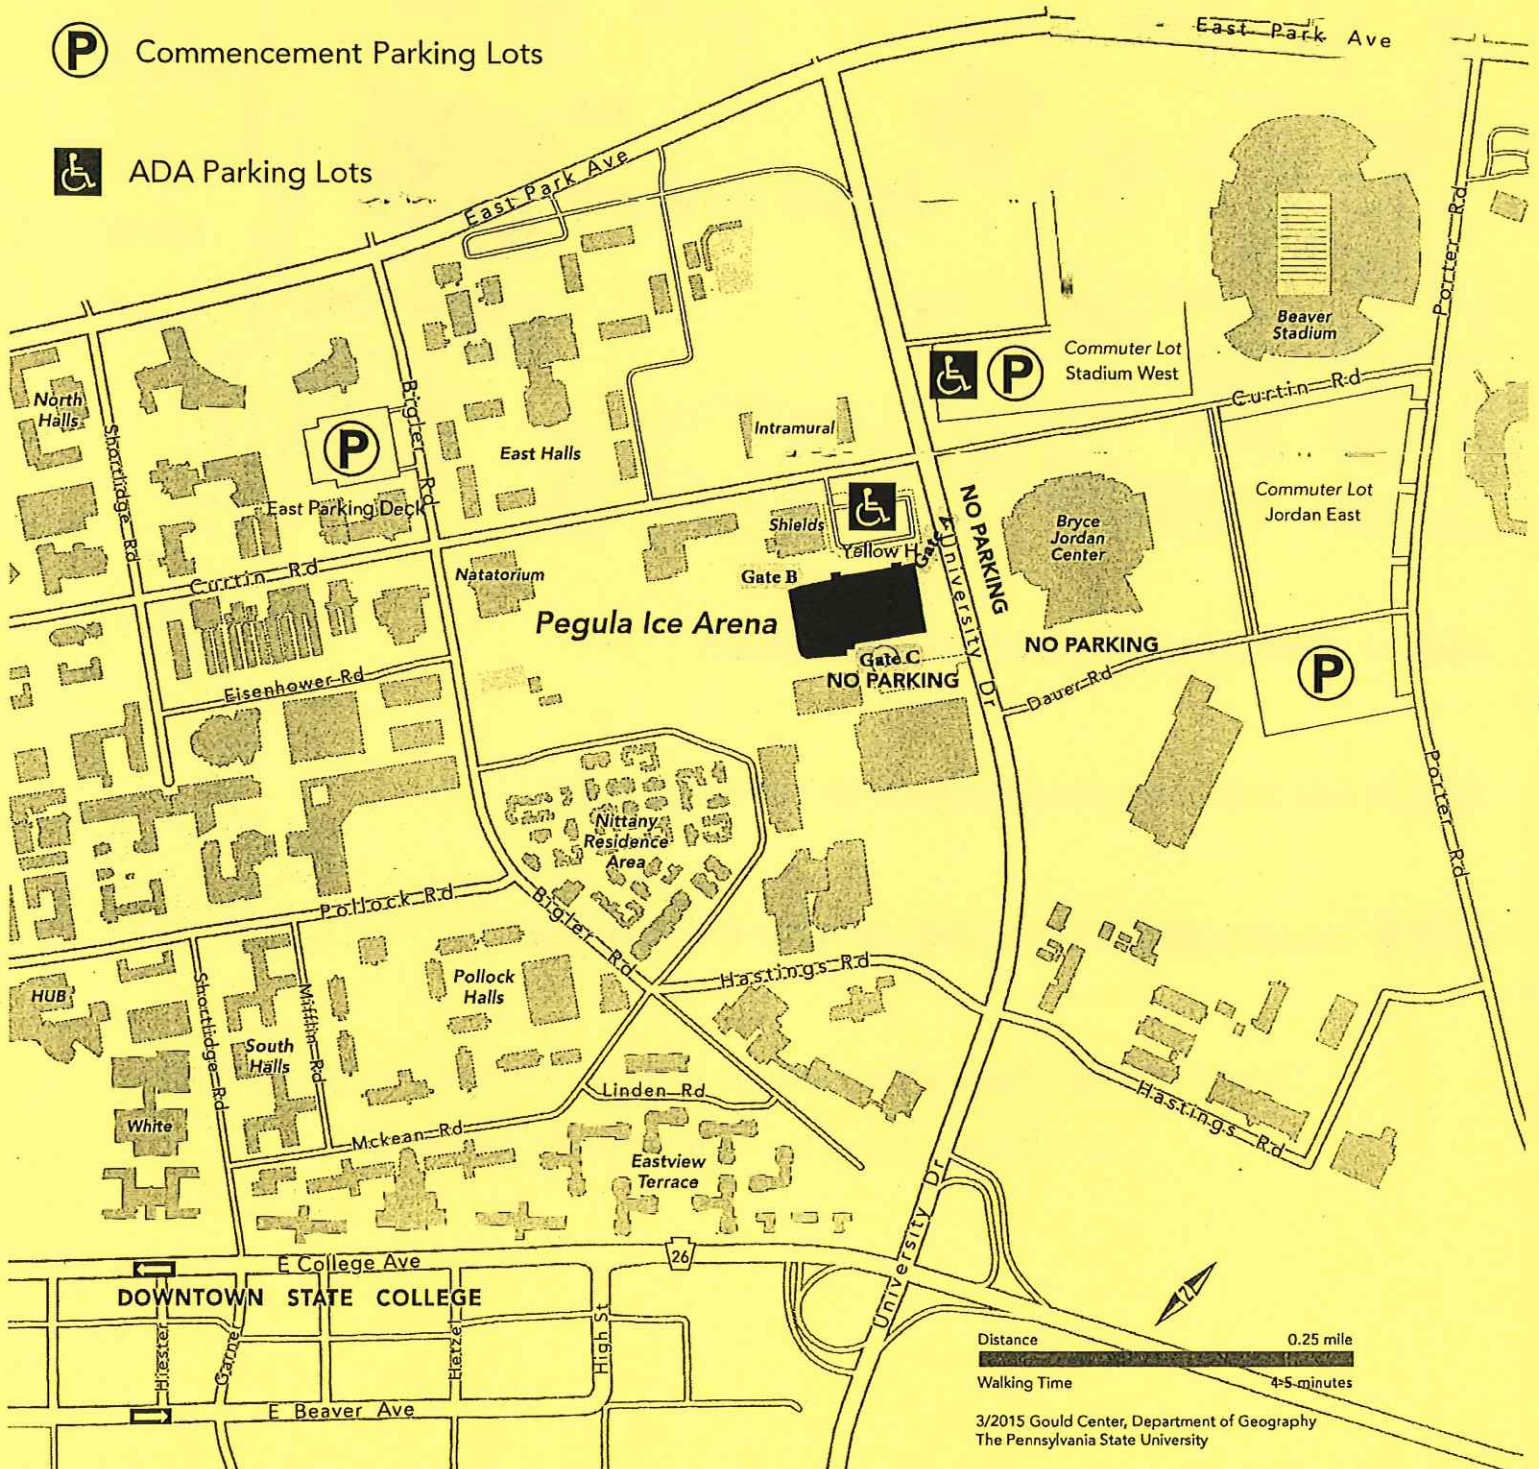 P Commencement Parking Lots
ADA Parking Lots
East Park Ave
East Park Ave
Porter Rd
Beaver
Stadium
Commuter Lot
Stadium West
P
Curtin Rd
North
Halls
Shortlidge Rd
Bigler Rd
P
East Parking Deck
East Halls
Intramural
Commuter Lot
Jordan East
Shields
Yellow H
Gate A
NO PARKING
Bryce
Jordan
Center
Curtin Rd
Natatorium
Gate B
Pegula Ice Arena
University Dr
NO PARKING
Gate C
NO PARKING
Dauer Rd
P
Eisenhower Rd
Porter Rd
Nittany
Residence
Area
Pollock Rd
Bigler Rd
Hastings Rd
HUB
Shortlidge Rd
Mifflin Rd
Pollock
Halls
South
Halls
White
Linden Rd
Mckean Rd
Hastings Rd
Eastview
Terrace
University Dr
E College Ave
26
DOWNTOWN STATE COLLEGE
Hiester
Garner
Hetzel
High St
E Beaver Ave
N
Distance 0.25 mile
Walking Time 4-5 minutes
3/2015 Gould Center, Department of Geography
The Pennsylvania State University